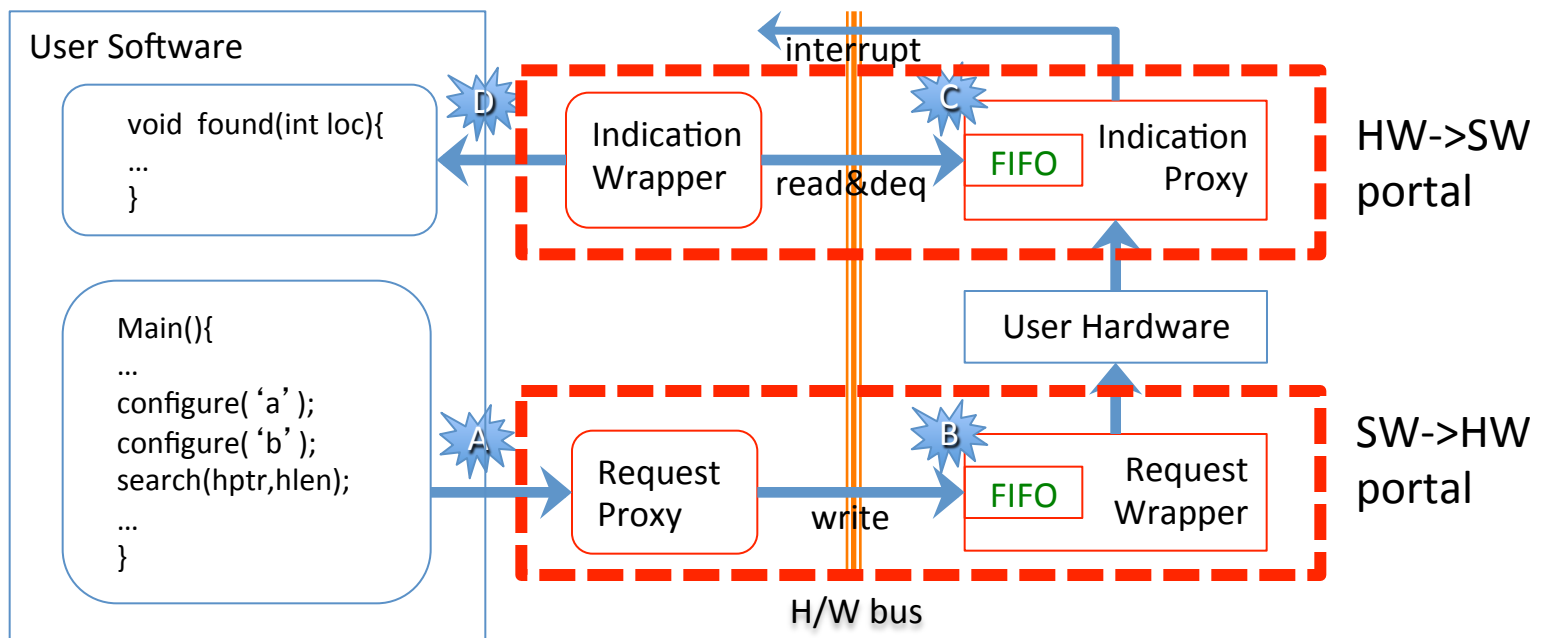 User Software
void found(int loc){
...
}
Main(){
...
configure( ‘a’ );
configure( ‘b’ );
search(hptr,hlen);
...
}
D
Indication
Wrapper
interrupt
read&deq
C
FIFO
Indication
Proxy
HW->SW
portal
User Hardware
A
Request
Proxy
write
B
FIFO
Request
Wrapper
SW->HW
portal
H/W bus